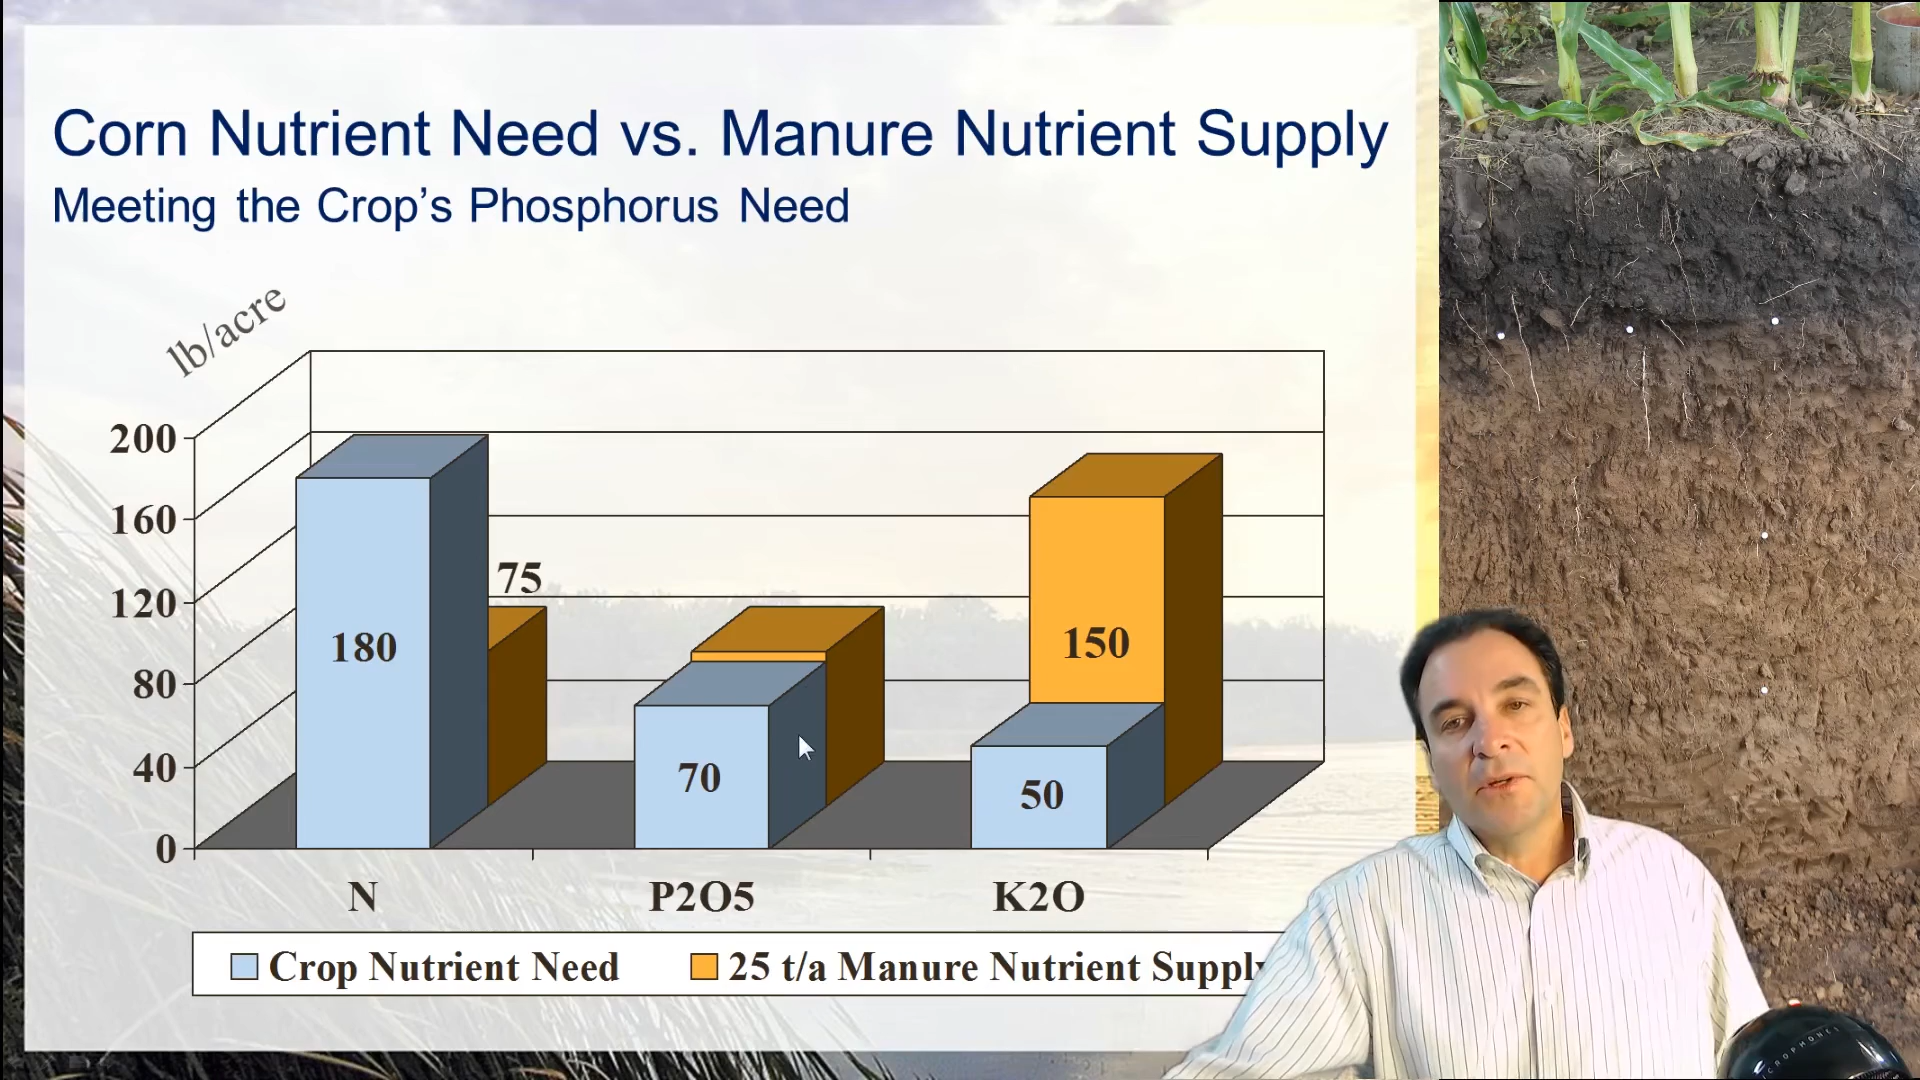 Corn Nutrient Need vs. Manure Nutrient Supply
Meeting the Crop's Phosphorus Need
lb/acre
200
160
120
80
40
0
75
180
70
150
50
N
P2O5
K2O
Crop Nutrient Need
25 t/a Manure Nutrient